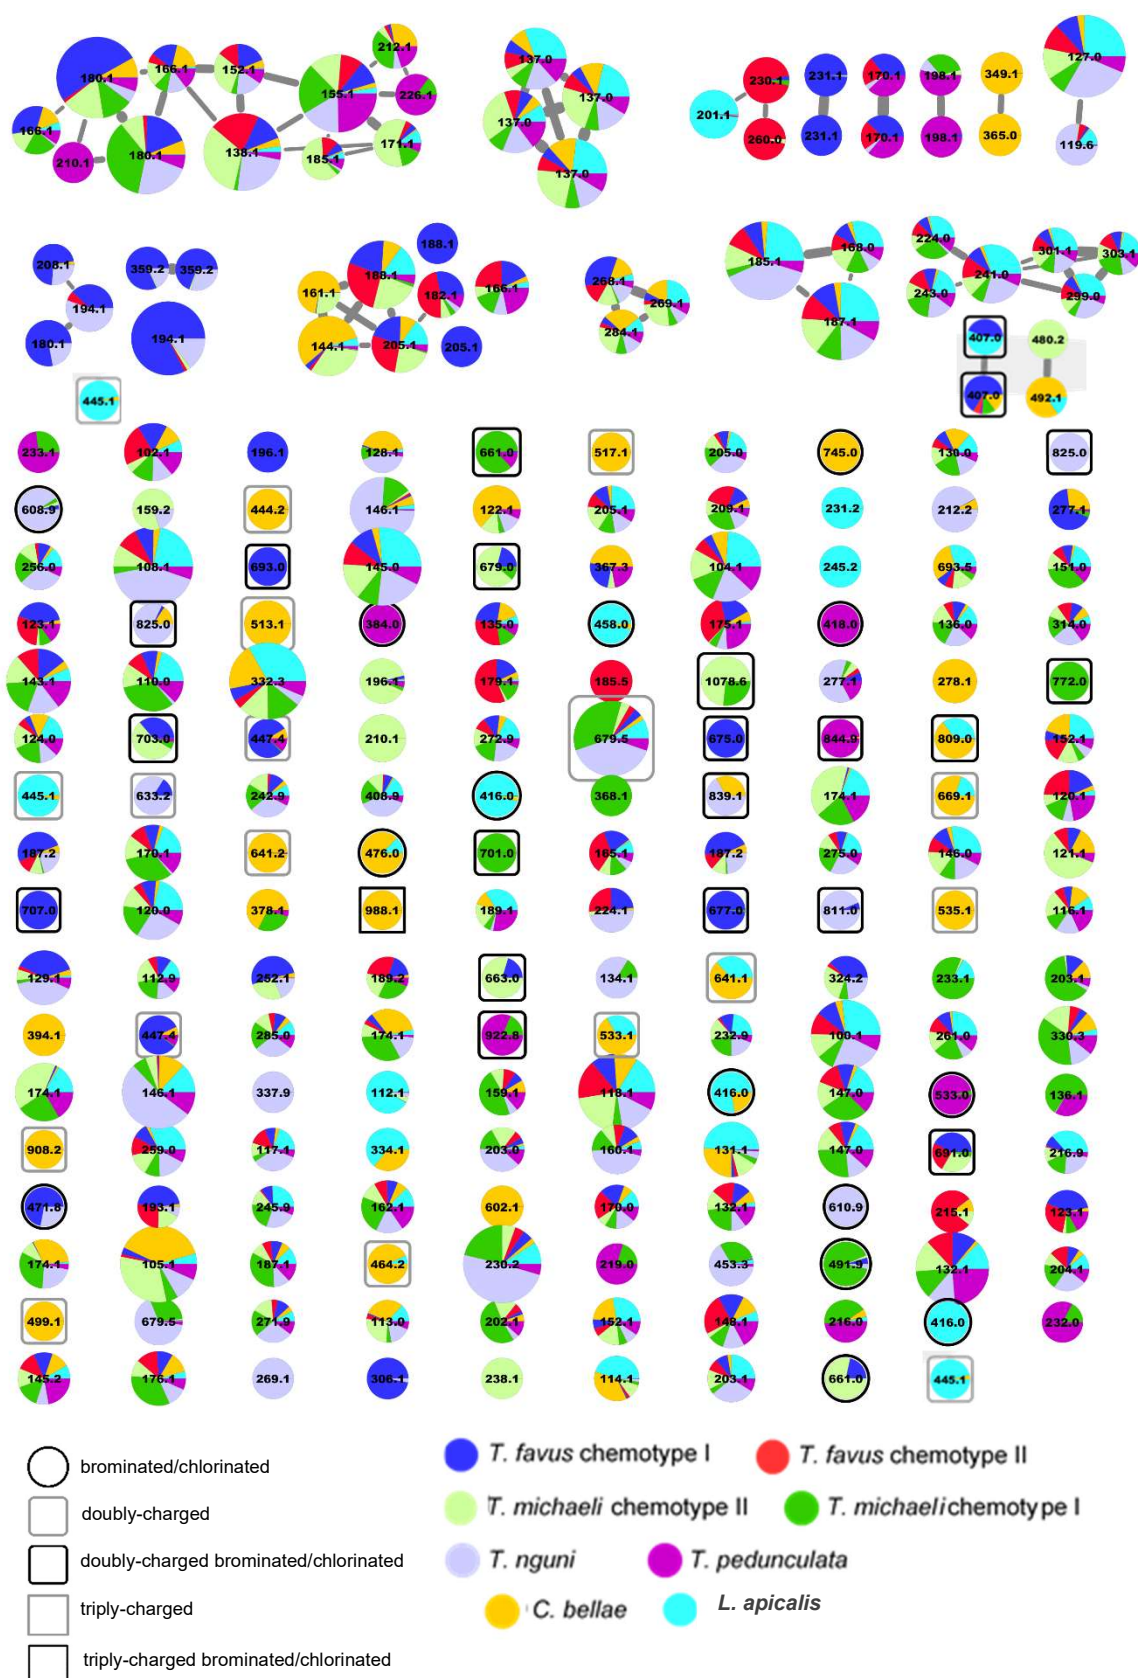 212.1
180.1 166.1 152.1 155.1 226.1
166.1 210.1 180.1 138.1 185.1 171.1
137.0
137.0
137.0
137.0
201.1 230.1 260.0
231.1 170.1 198.1 349.1
231.1 170.1 198.1 365.0
127.0
119.6
208.1
194.1
180.1
359.2 359.2
194.1
445.1
188.1
161.1 188.1 182.1 166.1
144.1 205.1 205.1
268.1
269.1
284.1
185.1 168.0
187.1
224.0 301.1 303.1
241.0
243.0 299.0
407.0 480.2
407.0 492.1
233.1 102.1 196.1 128.1 661.0 517.1 205.0 745.0 130.0 825.0
608.9 159.2 444.2 146.1 122.1 205.1 209.1 231.2 212.2 277.1
256.0 108.1 693.0 145.0 679.0 367.3 104.1 245.2 693.5 151.0
123.1 825.0 513.1 384.0 135.0 458.0 175.1 418.0 136.0 314.0
143.1 110.0 332.3 196.1 179.1 185.5 1078.6 277.1 278.1 772.0
124.0 703.0 447.4 210.1 272.9 679.5 675.0 844.9 809.0 152.1
445.1 633.2 242.9 408.9 416.0 368.1 839.1 174.1 669.1 120.1
187.2 170.1 641.2 476.0 701.0 165.1 187.2 275.0 146.0 121.1
707.0 120.0 378.1 988.1 189.1 224.1 677.0 811.0 535.1 116.1
129.1 112.9 252.1 189.2 663.0 134.1 641.1 324.2 233.1 203.1
394.1 447.4 285.0 174.1 922.8 533.1 232.9 100.1 261.0 330.3
174.1 146.1 337.9 112.1 159.1 118.1 416.0 147.0 533.0 136.1
908.2 259.0 117.1 334.1 203.0 160.1 131.1 147.0 691.0 216.9
471.8 193.1 245.9 162.1 602.1 170.0 132.1 610.9 215.1 123.1
174.1 105.1 187.1 464.2 230.2 219.0 453.3 491.9 132.1 204.1
499.1 679.5 271.9 113.0 202.1 152.1 148.1 216.0 416.0 232.0
145.2 176.1 269.1 306.1 238.1 114.1 203.1 661.0 445.1
brominated/chlorinated
doubly-charged
doubly-charged brominated/chlorinated
triply-charged
triply-charged brominated/chlorinated
T. favus chemotype I T. favus chemotype II
T. michaeli chemotype II T. michaeli chemotype I
T. nguni T. pedunculata
C. bellae L. apicalis